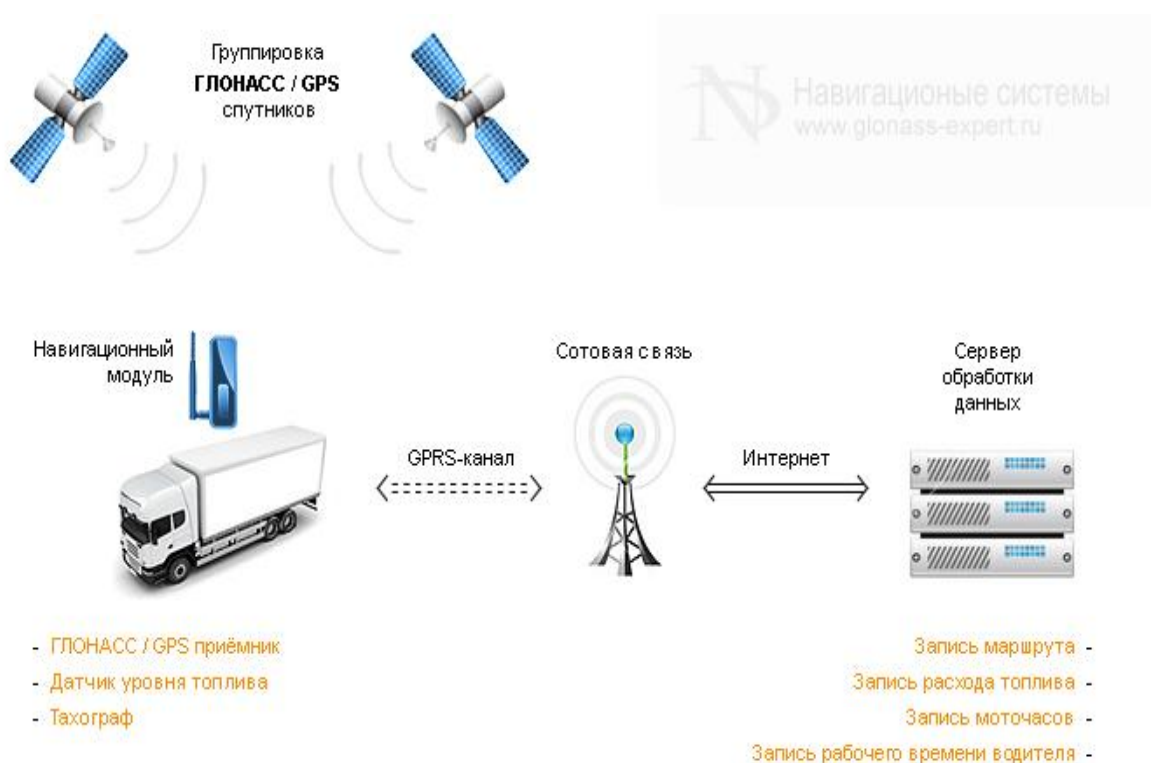 Группировка
ГЛОНАСС / GPS
спутников
NS
Навигационые системы
www.glonass-expert.ru
Навигационный
модуль
Сотовая связь
Сервер
обработки
данных
GPRS-канал
Интернет
- ГЛОНАСС / GPS приёмник
- Датчик уровня топлива
- Тахограф
Запись маршрута -
Запись расхода топлива -
Запись моточасов -
Запись рабочего времени водителя -